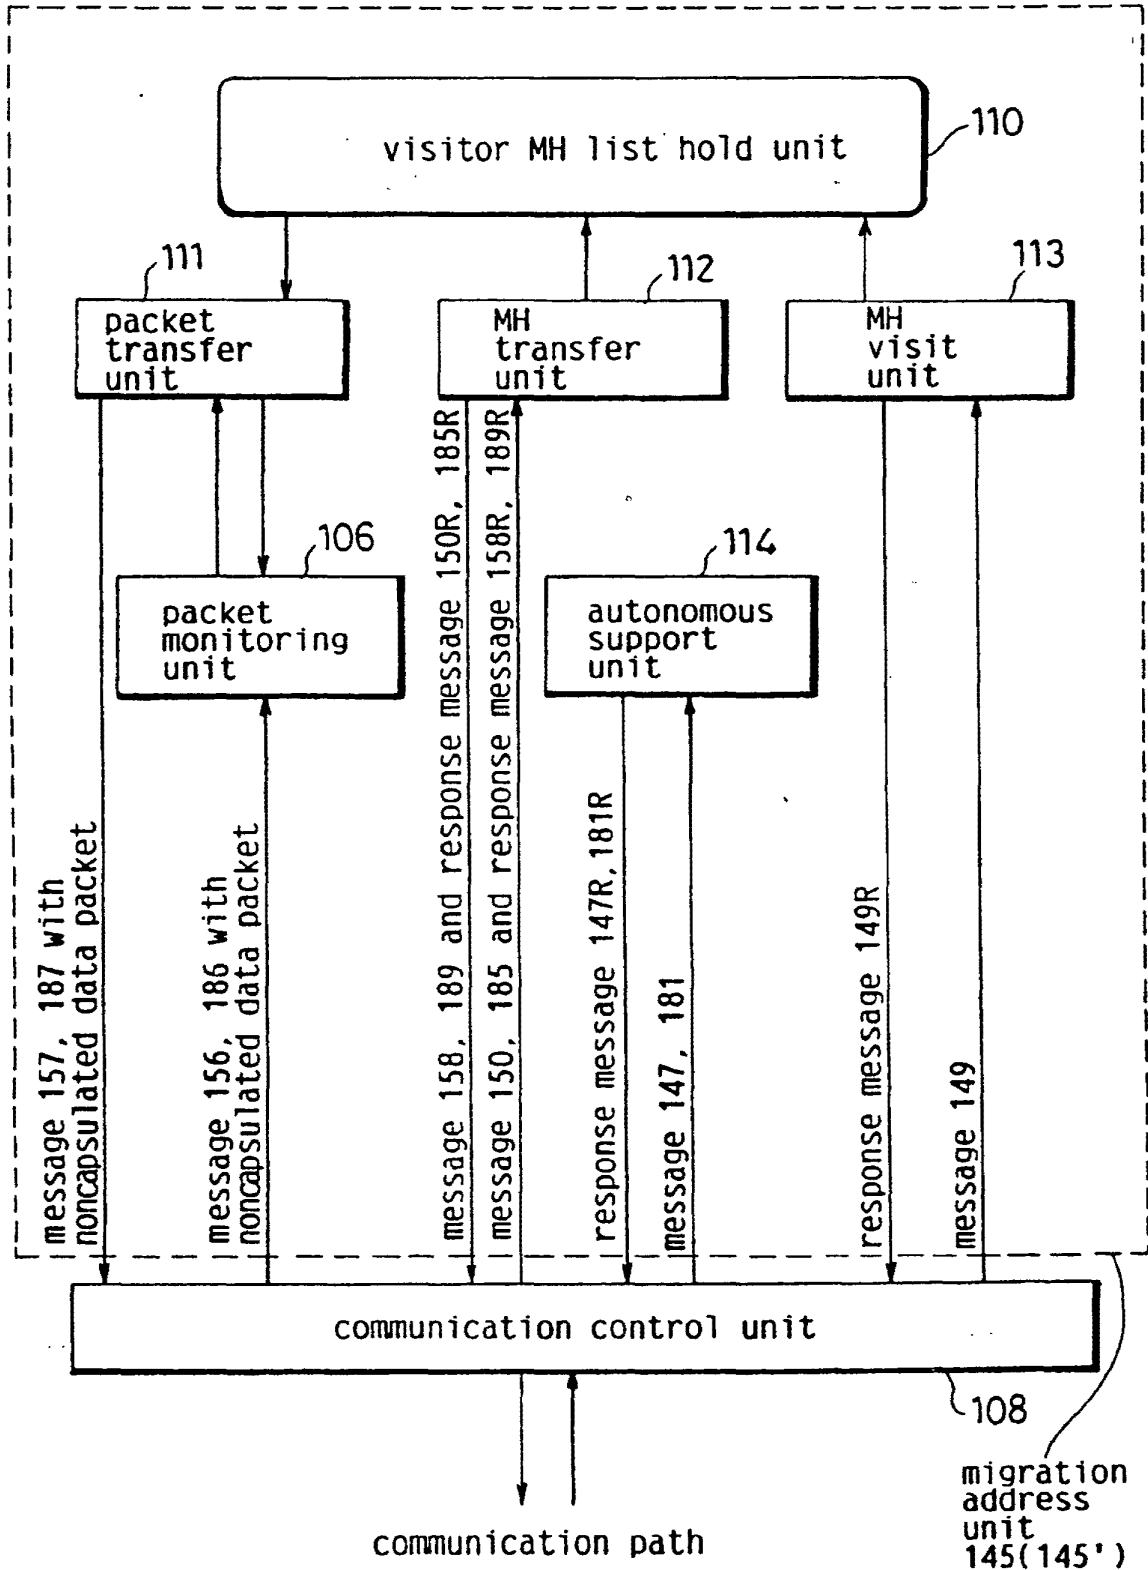 visitor MH list hold unit
110
111
112
113
packet
transfer
unit
MH
transfer
unit
MH
visit
unit
106
114
packet
monitoring
unit
autonomous
support
unit
message 157, 187 with
noncapsulated data packet
message 156, 186 with
noncapsulated data packet
message 158, 189 and response message 150R, 185R
message 150, 185 and response message 158R, 189R
response message 147R,181R
message 147, 181
response message 149R
message 149
communication control unit
108
communication path
migration
address
unit
145(145')